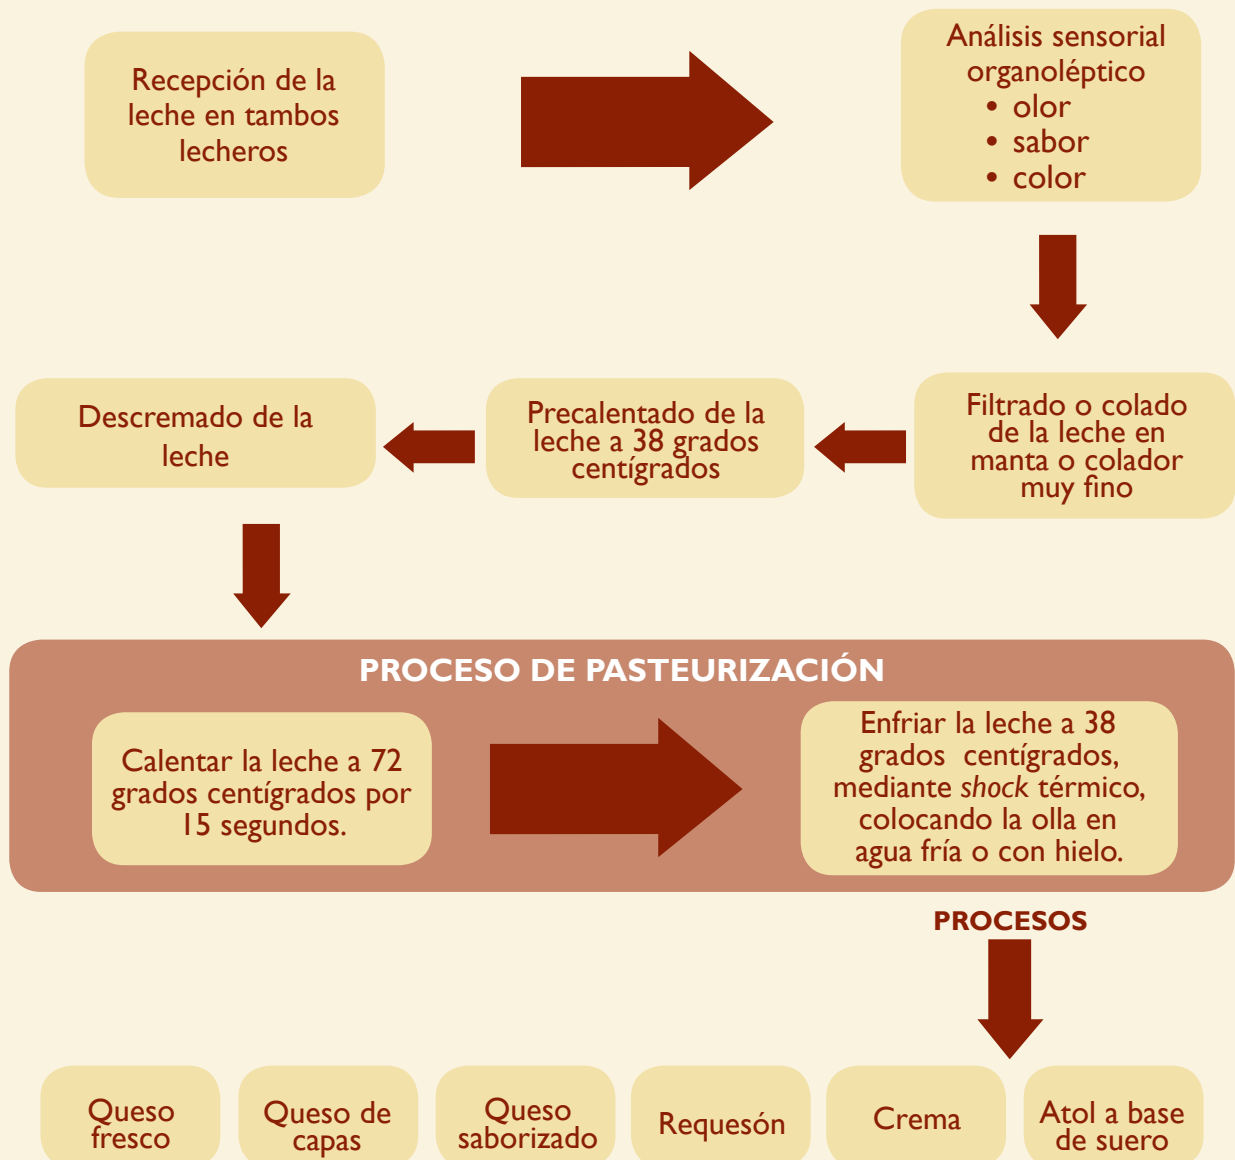 Recepción de la
leche en tambos
lecheros
Análisis sensorial
organoléptico
• olor
• sabor
• color
Filtrado o colado
de la leche en
manta o colador
muy fino
Precalentado de la
leche a 38 grados
centígrados
Descremado de la
leche
PROCESO DE PASTEURIZACIÓN
Calentar la leche a 72
grados centígrados por
15 segundos.
Enfriar la leche a 38
grados centígrados,
mediante shock térmico,
colocando la olla en
agua fría o con hielo.
PROCESOS
Queso
fresco
Queso de
capas
Queso
saborizado
Requesón
Crema
Atol a base
de suero